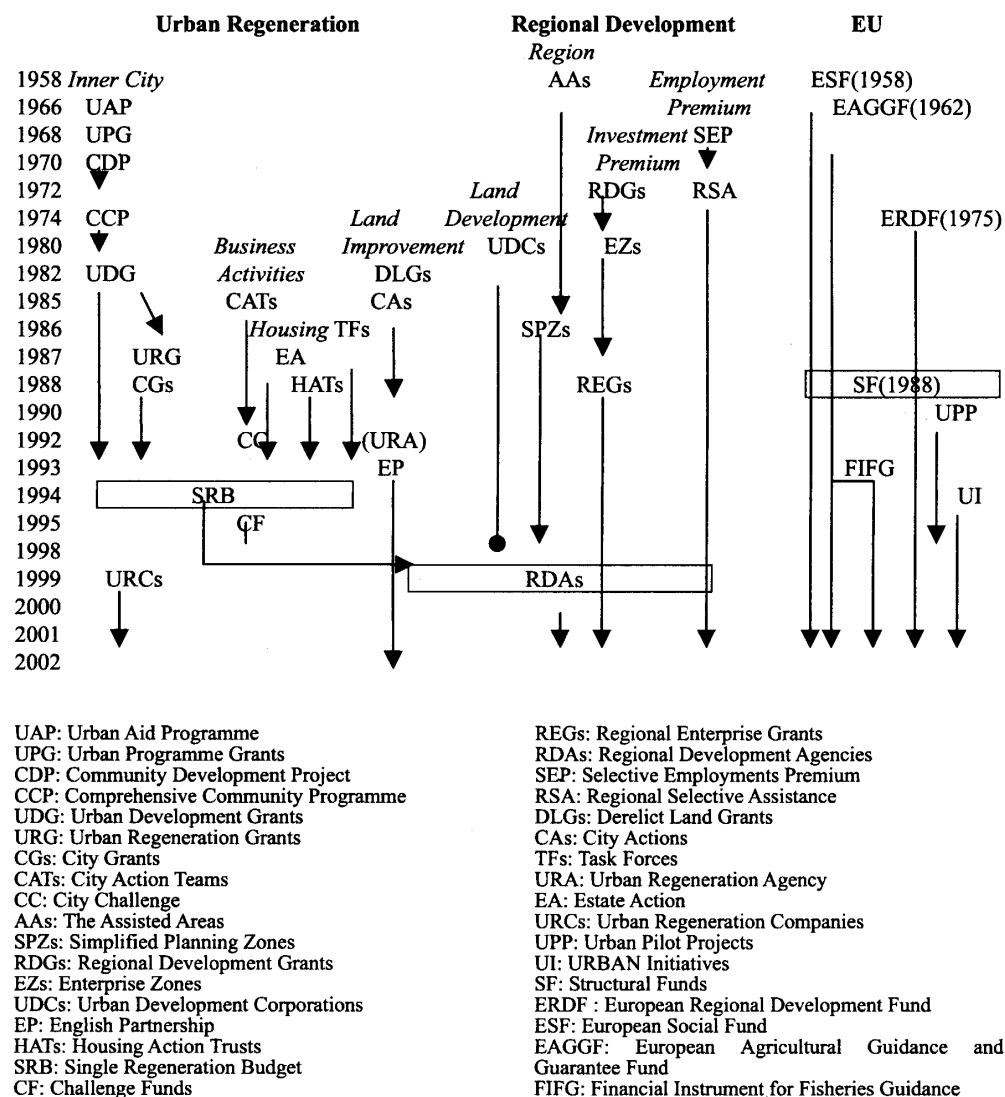 Urban Regeneration Regional Development EU
Region
1958 Inner City AAs Employment ESF(1958)
1966 UAP Premium EAGGF(1962)
1968 UPG Investment SEP
1970 CDP Premium
1972 Land RDGs RSA
1974 CCP Land Development ERDF(1975)
1980 Business Improvement UDCs EZs
1982 UDG Activities DLGs
1985 CATs CAs
1986 Housing TFs SPZs
1987 URG EA
1988 CGs HATs REGs SF(1988)
1990 UPP
1992 CC (URA)
1993 EP FIFG
1994 SRB UI
1995 CF
1998
1999 URCs RDAs
2000
2001
2002
UAP: Urban Aid Programme
UPG: Urban Programme Grants
CDP: Community Development Project
CCP: Comprehensive Community Programme
UDG: Urban Development Grants
URG: Urban Regeneration Grants
CGs: City Grants
CATs: City Action Teams
CC: City Challenge
AAs: The Assisted Areas
SPZs: Simplified Planning Zones
RDGs: Regional Development Grants
EZs: Enterprise Zones
UDCs: Urban Development Corporations
EP: English Partnership
HATs: Housing Action Trusts
SRB: Single Regeneration Budget
CF: Challenge Funds
REGs: Regional Enterprise Grants
RDAs: Regional Development Agencies
SEP: Selective Employments Premium
RSA: Regional Selective Assistance
DLGs: Derelict Land Grants
CAs: City Actions
TFs: Task Forces
URA: Urban Regeneration Agency
EA: Estate Action
URCs: Urban Regeneration Companies
UPP: Urban Pilot Projects
UI: URBAN Initiatives
SF: Structural Funds
ERDF : European Regional Development Fund
ESF: European Social Fund
EAGGF: European Agricultural Guidance and
Guarantee Fund
FIFG: Financial Instrument for Fisheries Guidance